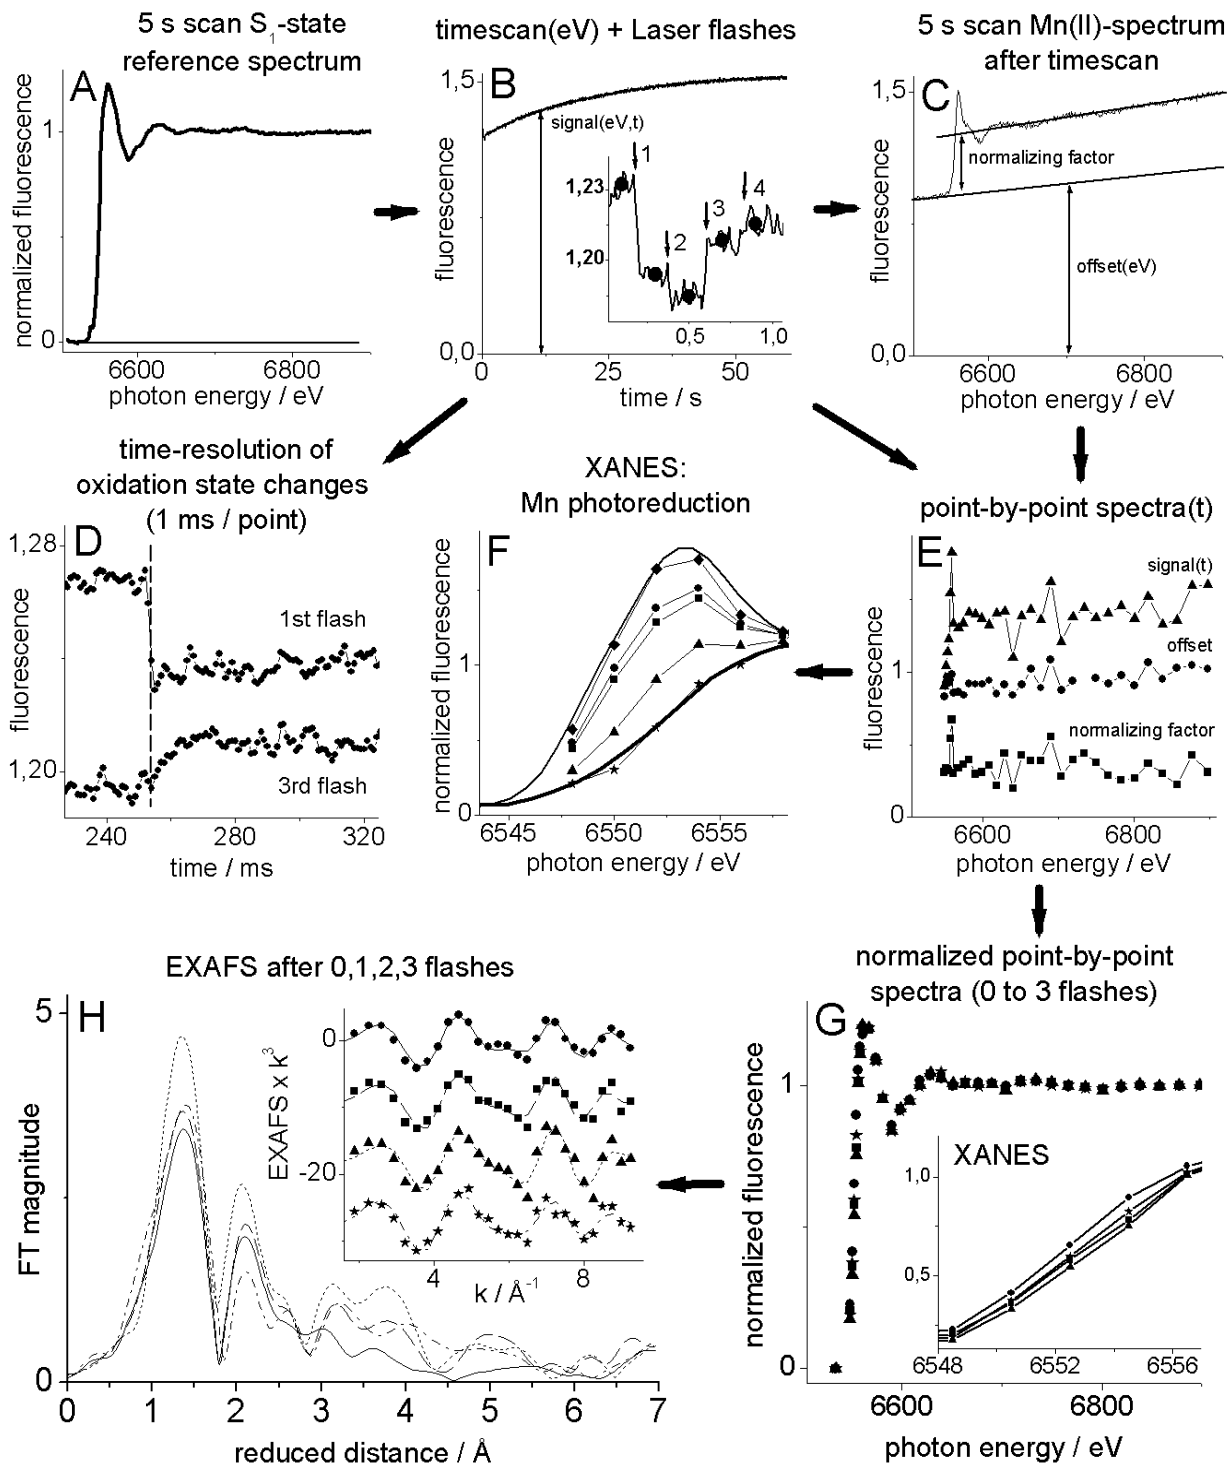 5 s scan S1-state
reference spectrum
A
normalized fluorescence
1
0
6600
6800
photon energy / eV
timescan(eV) + Laser flashes
B
fluorescence
1,5
0,0
signal(eV,t)
1,23
1,20
1
2
3
4
0,5
1,0
0
25
50
time / s
5 s scan Mn(II)-spectrum
after timescan
C
fluorescence
1,5
0,0
normalizing factor
offset(eV)
6600
6800
photon energy / eV
time-resolution of
oxidation state changes
(1 ms / point)
D
fluorescence
1,28
1,20
1st flash
3rd flash
240
280
320
time / ms
XANES:
Mn photoreduction
F
normalized fluorescence
1
6545
6550
6555
photon energy / eV
point-by-point spectra(t)
E
fluorescence
1
0
signal(t)
offset
normalizing factor
6600
6800
photon energy / eV
EXAFS after 0,1,2,3 flashes
H
FT magnitude
5
0
EXAFS x k3
0
-20
4
8
k / Å-1
0
1
2
3
4
5
6
7
reduced distance / Å
normalized point-by-point
spectra (0 to 3 flashes)
G
normalized fluorescence
1
0
XANES
1,0
0,5
6548
6552
6556
6600
6800
photon energy / eV